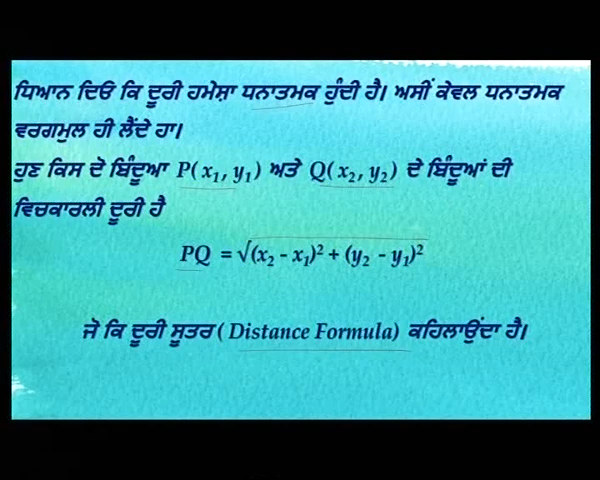 ਧਿਆਨ ਦਿਓ ਕਿ ਦੂਰੀ ਹਮੇਸ਼ਾ ਧਨਾਤਮਕ ਹੁੰਦੀ ਹੈ। ਅਸੀਂ ਕੇਵਲ ਧਨਾਤਮਕ
ਵਰਗਮੂਲ ਹੀ ਲੈਂਦੇ ਹਾ।
ਹੁਣ ਕਿਸ ਦੋ ਬਿੰਦੂਆ P( x₁, y₁) ਅਤੇ Q( x₂, y₂) ਦੇ ਬਿੰਦੂਆਂ ਦੀ
ਵਿਚਕਾਰਲੀ ਦੂਰੀ ਹੈ
PQ = √(x₂ - x₁)² + (y₂ - y₁)²
ਜੋ ਕਿ ਦੂਰੀ ਸੂਤਰ ( Distance Formula) ਕਹਿਲਾਉਂਦਾ ਹੈ।